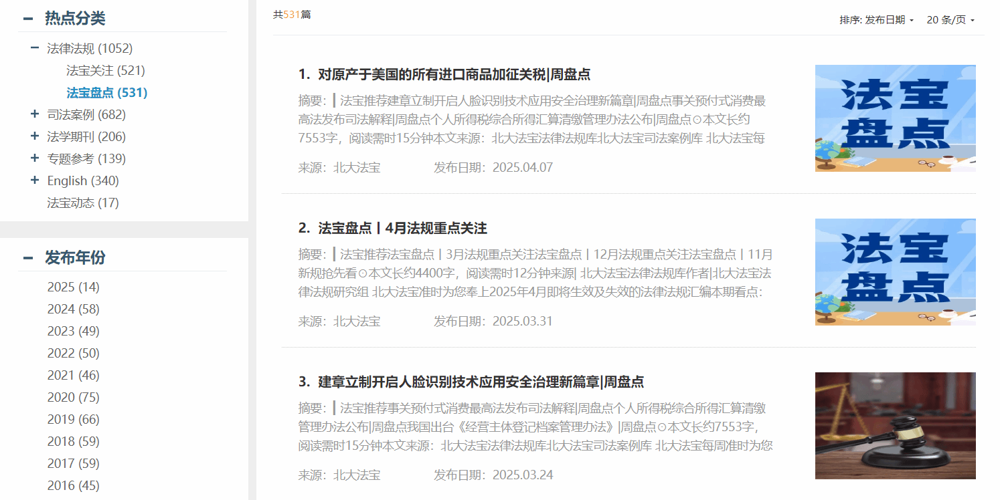 热点分类
法律法规 (1052)
法宝关注 (521)
法宝盘点 (531)
司法案例 (682)
法学期刊 (206)
专题参考 (139)
English (340)
法宝动态 (17)
发布年份
2025 (14)
2024 (58)
2023 (49)
2022 (50)
2021 (46)
2020 (75)
2019 (66)
2018 (59)
2017 (59)
2016 (45)
共531篇
排序: 发布日期 20 条/页
1. 对原产于美国的所有进口商品加征关税|周盘点
摘要：┃法宝推荐建章立制开启人脸识别技术应用安全治理新篇章|周盘点事关预付式消费最
高法发布司法解释|周盘点个人所得税综合所得汇算清缴管理办法公布|周盘点⊙本文长约
7553字，阅读需时15分钟本文来源：北大法宝法律法规库北大法宝司法案例库 北大法宝每
来源：北大法宝 发布日期：2025.04.07
法宝
盘点
2. 法宝盘点丨4月法规重点关注
摘要：┃法宝推荐法宝盘点丨3月法规重点关注法宝盘点丨12月法规重点关注法宝盘点丨11月
新规抢先看⊙本文长约4400字，阅读需时12分钟来源| 北大法宝法律法规库作者|北大法宝法
律法规研究组 北大法宝准时为您奉上2025年4月即将生效及失效的法律法规汇编本期看点：
来源：北大法宝 发布日期：2025.03.31
法宝
盘点
3. 建章立制开启人脸识别技术应用安全治理新篇章|周盘点
摘要：┃法宝推荐事关预付式消费最高法发布司法解释|周盘点个人所得税综合所得汇算清缴
管理办法公布|周盘点我国出台《经营主体登记档案管理办法》|周盘点⊙本文长约7553字，
阅读需时15分钟本文来源：北大法宝法律法规库北大法宝司法案例库 北大法宝每周准时为您
来源：北大法宝 发布日期：2025.03.24